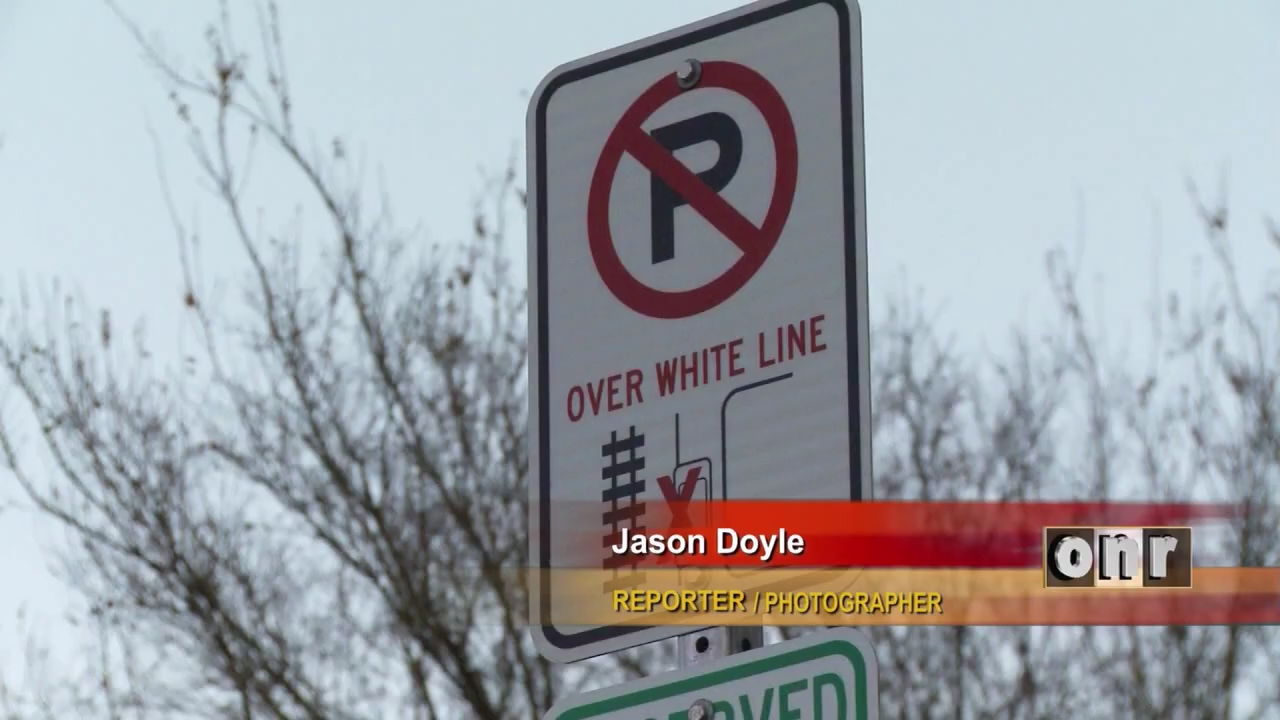 P
OVER WHITE LINE
X
Jason Doyle
onr
REPORTER / PHOTOGRAPHER